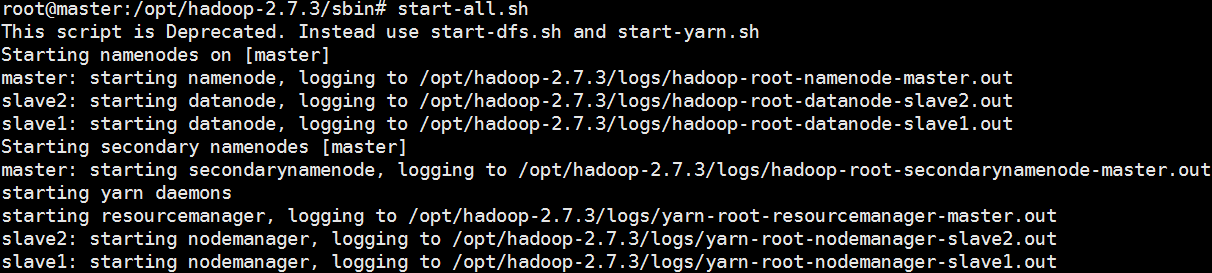 root@master:/opt/hadoop-2.7.3/sbin# start-all.sh
This script is Deprecated. Instead use start-dfs.sh and start-yarn.sh
Starting namenodes on [master]
master: starting namenode, logging to /opt/hadoop-2.7.3/logs/hadoop-root-namenode-master.out
slave2: starting datanode, logging to /opt/hadoop-2.7.3/logs/hadoop-root-datanode-slave2.out
slave1: starting datanode, logging to /opt/hadoop-2.7.3/logs/hadoop-root-datanode-slave1.out
Starting secondary namenodes [master]
master: starting secondarynamenode, logging to /opt/hadoop-2.7.3/logs/hadoop-root-secondarynamenode-master.out
starting yarn daemons
starting resourcemanager, logging to /opt/hadoop-2.7.3/logs/yarn-root-resourcemanager-master.out
slave2: starting nodemanager, logging to /opt/hadoop-2.7.3/logs/yarn-root-nodemanager-slave2.out
slave1: starting nodemanager, logging to /opt/hadoop-2.7.3/logs/yarn-root-nodemanager-slave1.out